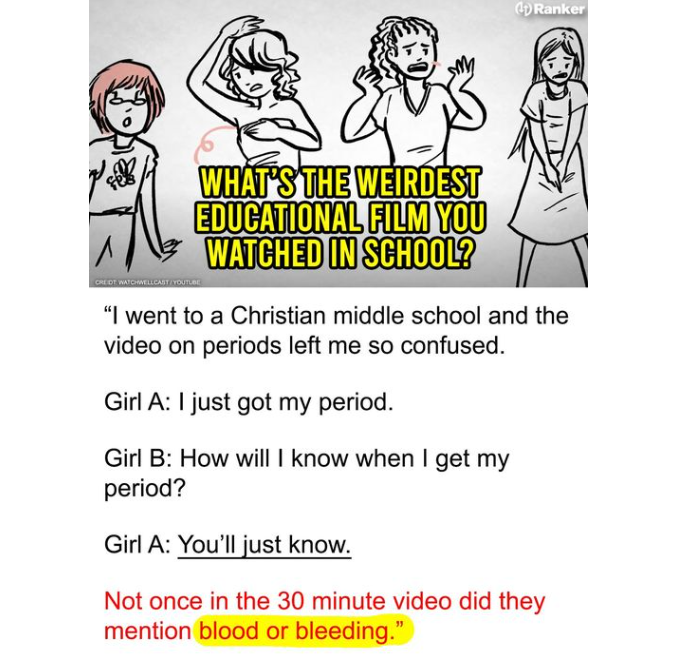 Ranker
WHAT'S THE WEIRDEST
EDUCATIONAL FILM YOU
WATCHED IN SCHOOL?
CREIDT WATCHWELLCAST / YOUTUBE
“I went to a Christian middle school and the
video on periods left me so confused.
Girl A: I just got my period.
Girl B: How will I know when I get my
period?
Girl A: You’ll just know.
Not once in the 30 minute video did they
mention blood or bleeding.”